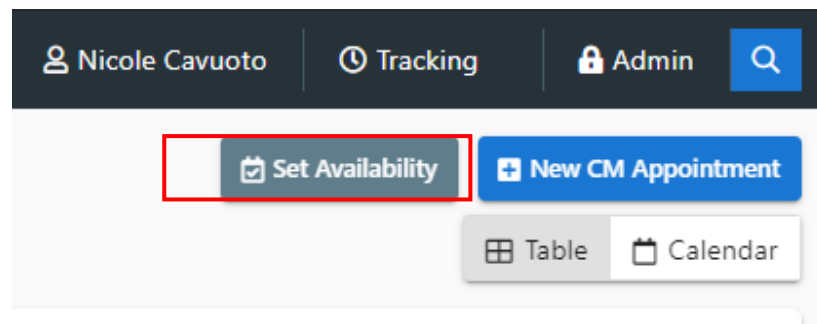 Nicole Cavuoto Tracking Admin
Set Availability New CM Appointment
Table Calendar